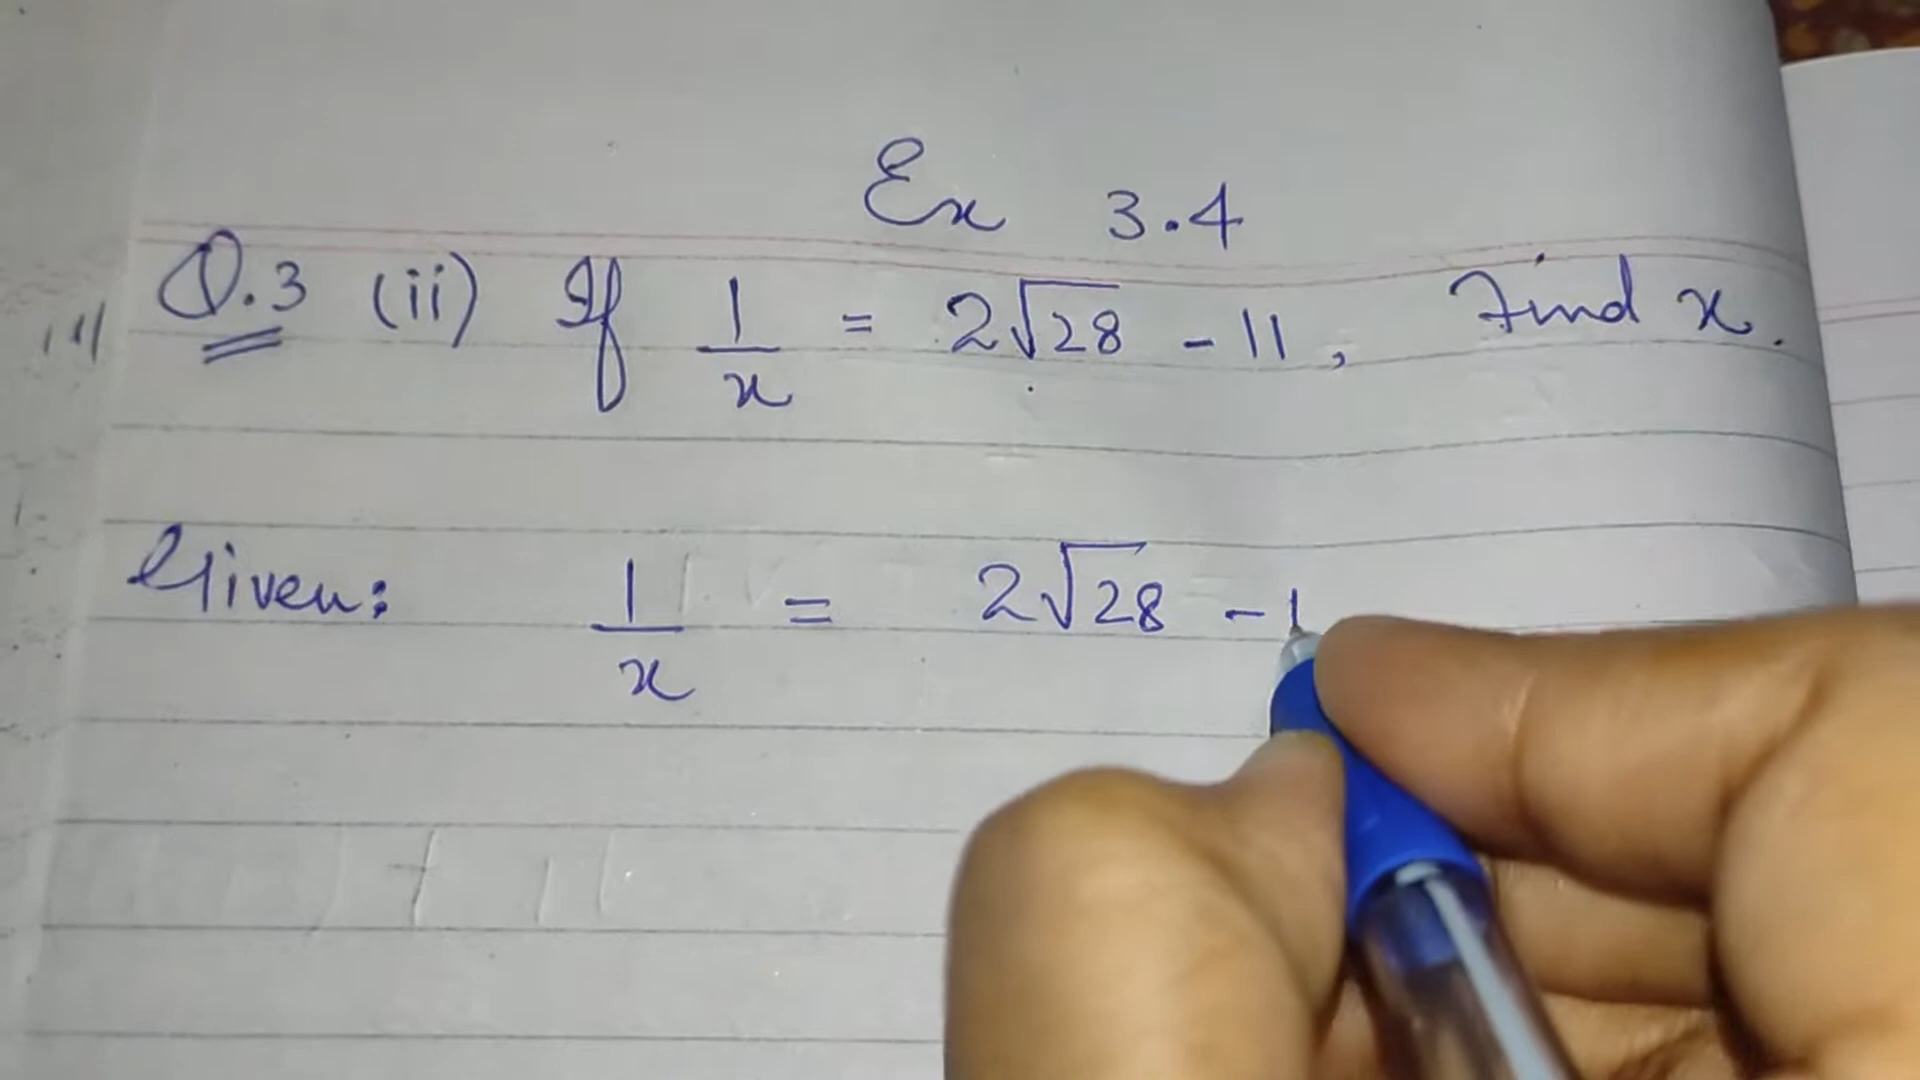 Ex 3.4
Q.3 (ii) If 1/x = 2√28 - 11, Find x.
Given: 1/x = 2√28 - 1